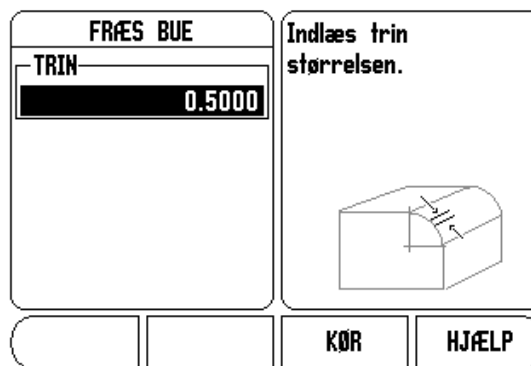 FRÆS BUE
TRIN
0.5000
Indlæs trin
størrelsen.
KØR
HJÆLP